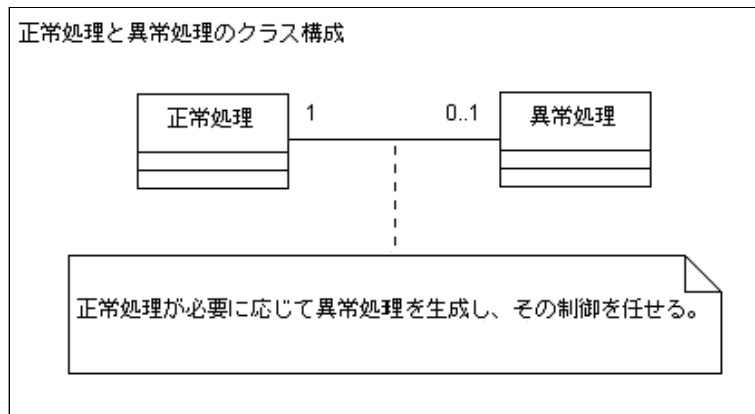 正常処理と異常処理のクラス構成
正常処理
1
0..1
異常処理
正常処理が必要に応じて異常処理を生成し、その制御を任せる。